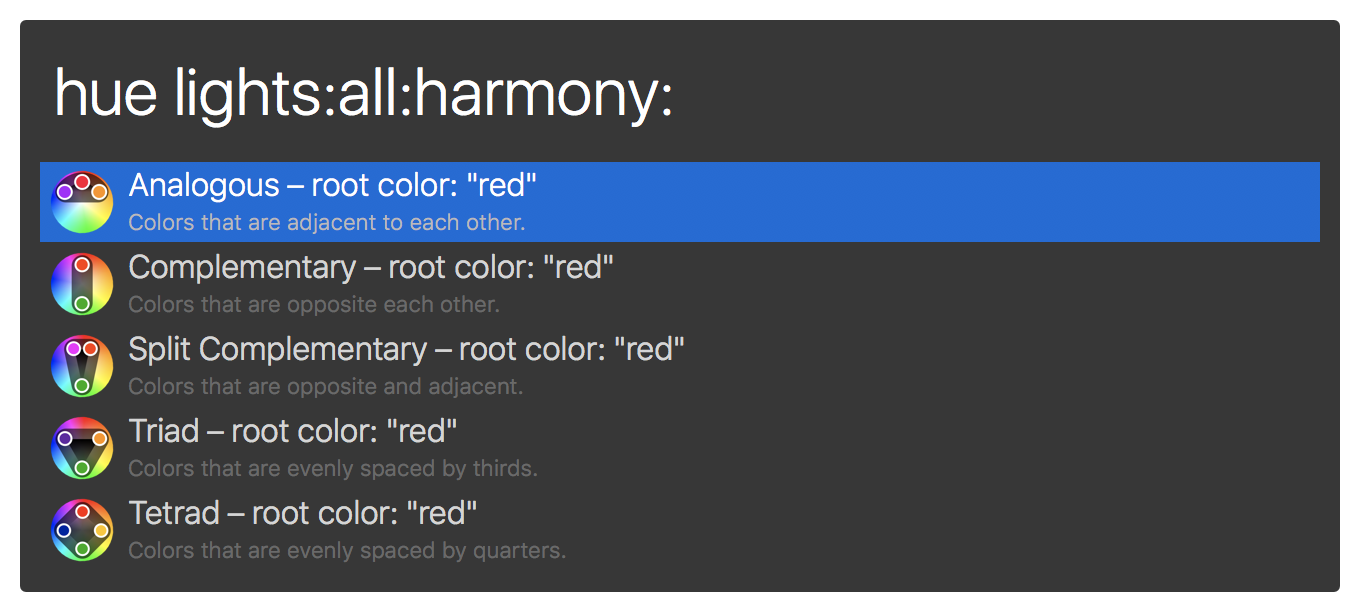 hue lights:all:harmony:
Analogous – root color: "red"
Colors that are adjacent to each other.
Complementary – root color: "red"
Colors that are opposite each other.
Split Complementary – root color: "red"
Colors that are opposite and adjacent.
Triad – root color: "red"
Colors that are evenly spaced by thirds.
Tetrad – root color: "red"
Colors that are evenly spaced by quarters.